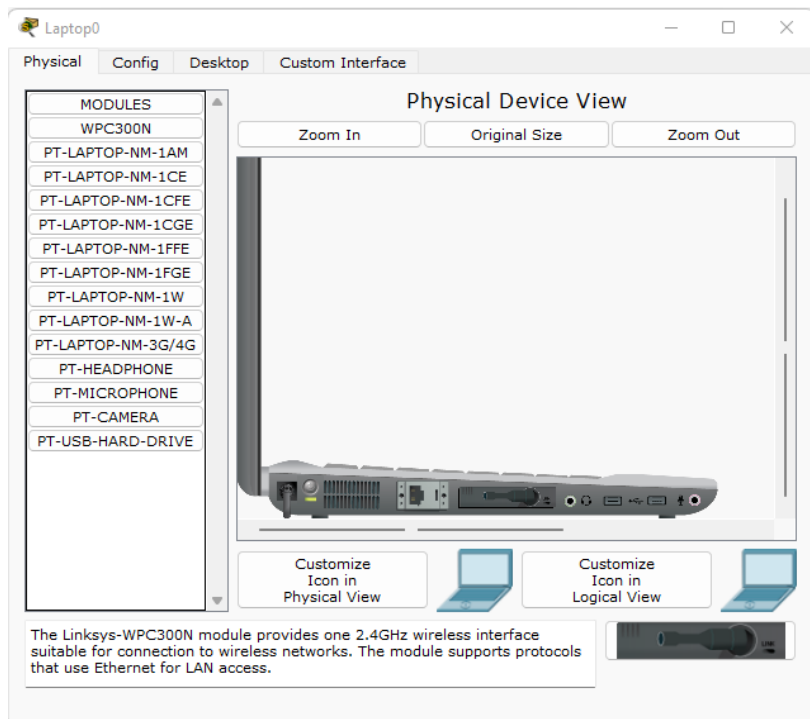 Laptop0
Physical
Config
Desktop
Custom Interface
MODULES
WPC300N
PT-LAPTOP-NM-1AM
PT-LAPTOP-NM-1CE
PT-LAPTOP-NM-1CFE
PT-LAPTOP-NM-1CGE
PT-LAPTOP-NM-1FFE
PT-LAPTOP-NM-1FGE
PT-LAPTOP-NM-1W
PT-LAPTOP-NM-1W-A
PT-LAPTOP-NM-3G/4G
PT-HEADPHONE
PT-MICROPHONE
PT-CAMERA
PT-USB-HARD-DRIVE
Physical Device View
Zoom In
Original Size
Zoom Out
Customize
Icon in
Physical View
Customize
Icon in
Logical View
The Linksys-WPC300N module provides one 2.4GHz wireless interface
suitable for connection to wireless networks. The module supports protocols
that use Ethernet for LAN access.
LINK